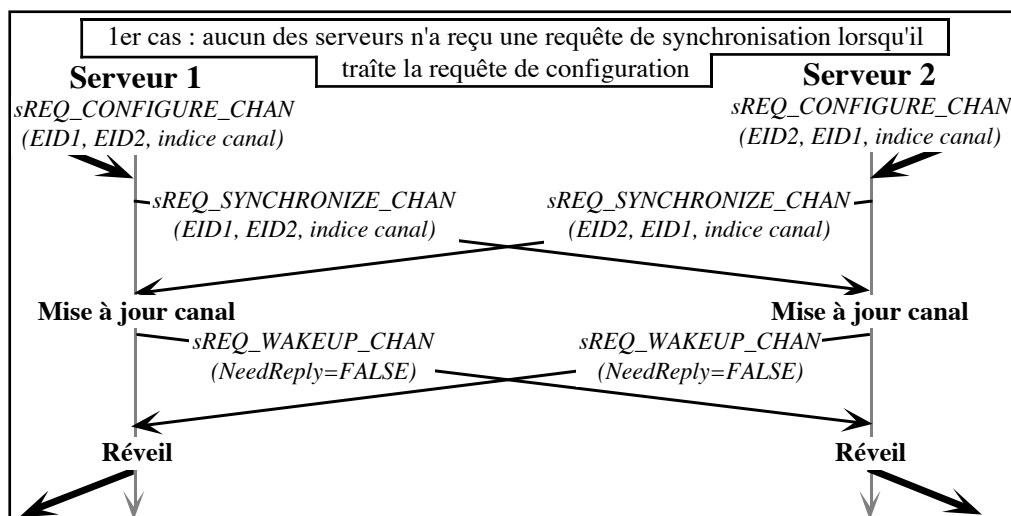 1er cas : aucun des serveurs n'a reçu une requête de synchronisation lorsqu'il
traîte la requête de configuration
Serveur 1
Serveur 2
sREQ_CONFIGURE_CHAN
(EID1, EID2, indice canal)
sREQ_CONFIGURE_CHAN
(EID2, EID1, indice canal)
sREQ_SYNCHRONIZE_CHAN
(EID1, EID2, indice canal)
sREQ_SYNCHRONIZE_CHAN
(EID2, EID1, indice canal)
Mise à jour canal
Mise à jour canal
sREQ_WAKEUP_CHAN
(NeedReply=FALSE)
sREQ_WAKEUP_CHAN
(NeedReply=FALSE)
Réveil
Réveil